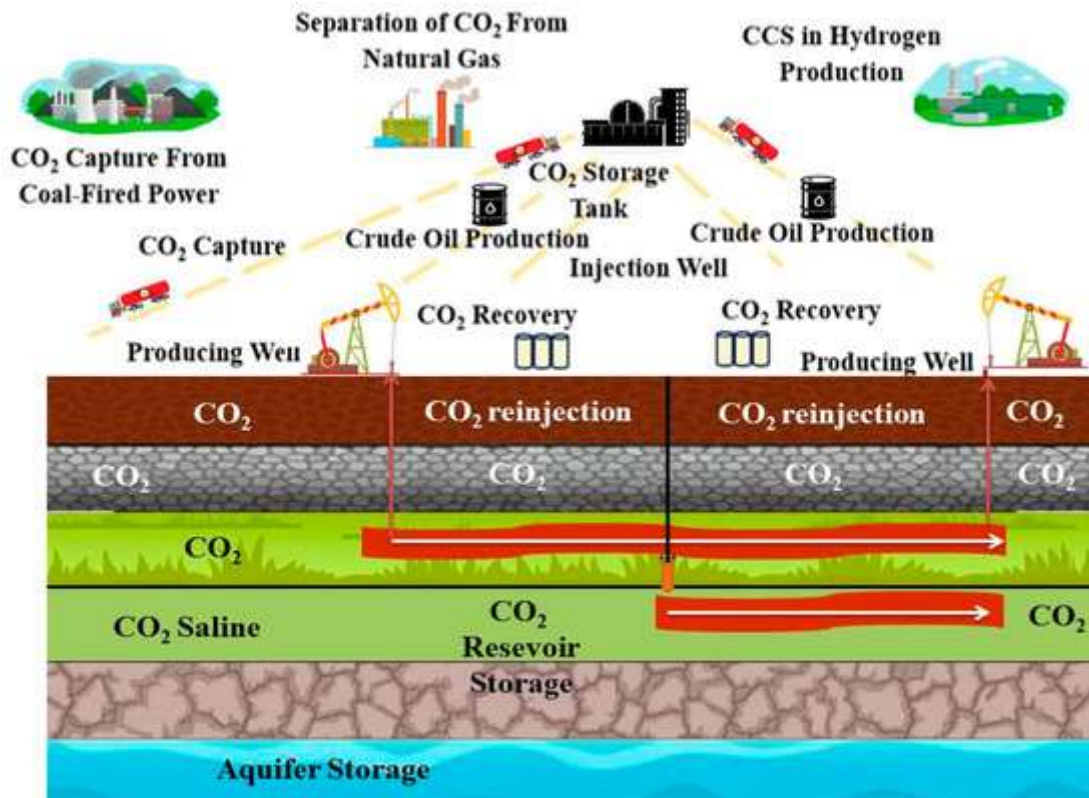 Separation of CO₂ From
Natural Gas
CCS in Hydrogen
Production
CO₂ Capture From
Coal-Fired Power
CO₂ Storage
Tank
CO₂ Capture
Crude Oil Production
Crude Oil Production
Injection Well
CO₂ Recovery
CO₂ Recovery
Producing Well
Producing Well
CO₂
CO₂ reinjection
CO₂ reinjection
CO₂
CO₂
CO₂
CO₂
CO₂
CO₂
CO₂ Saline
CO₂
Resevoir
Storage
CO₂
Aquifer Storage